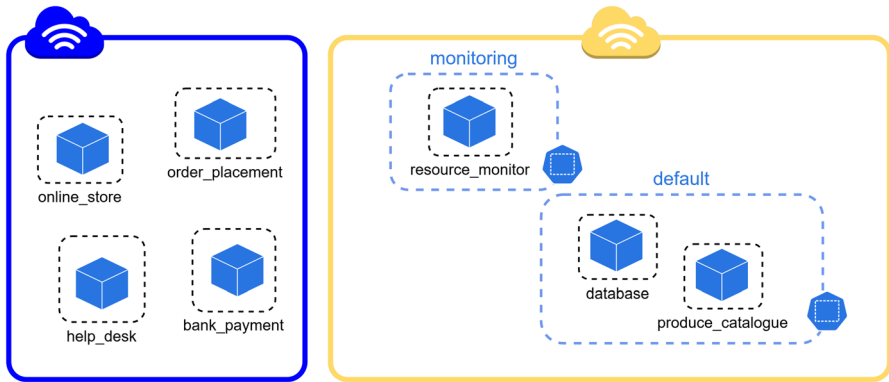 monitoring
order_placement
online_store
resource_monitor
default
help_desk
bank_payment
database
produce_catalogue